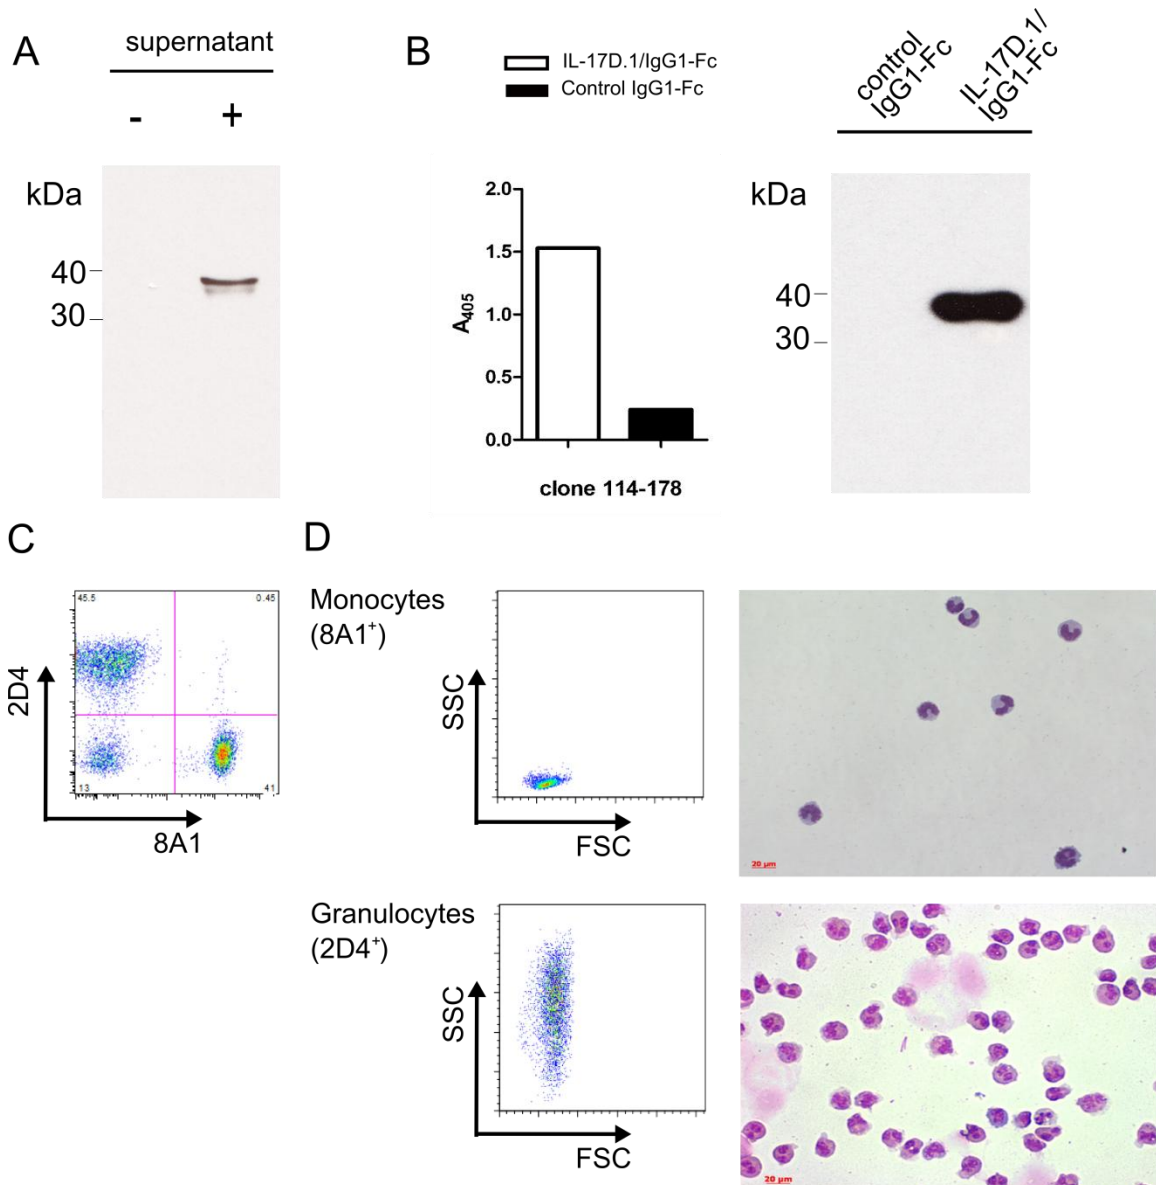 A
supernatant
-
+
kDa
40
30
B
IL-17D.1/IgG1-Fc
Control IgG1-Fc
2.0
1.5
1.0
0.5
0.0
A405
clone 114-178
control
IgG1-Fc
IL-17D.1/
IgG1-Fc
kDa
40
30
C
45.5
0.45
13
41
2D4
8A1
D
Monocytes
(8A1+)
SSC
FSC
20 µm
Granulocytes
(2D4+)
SSC
FSC
20 µm